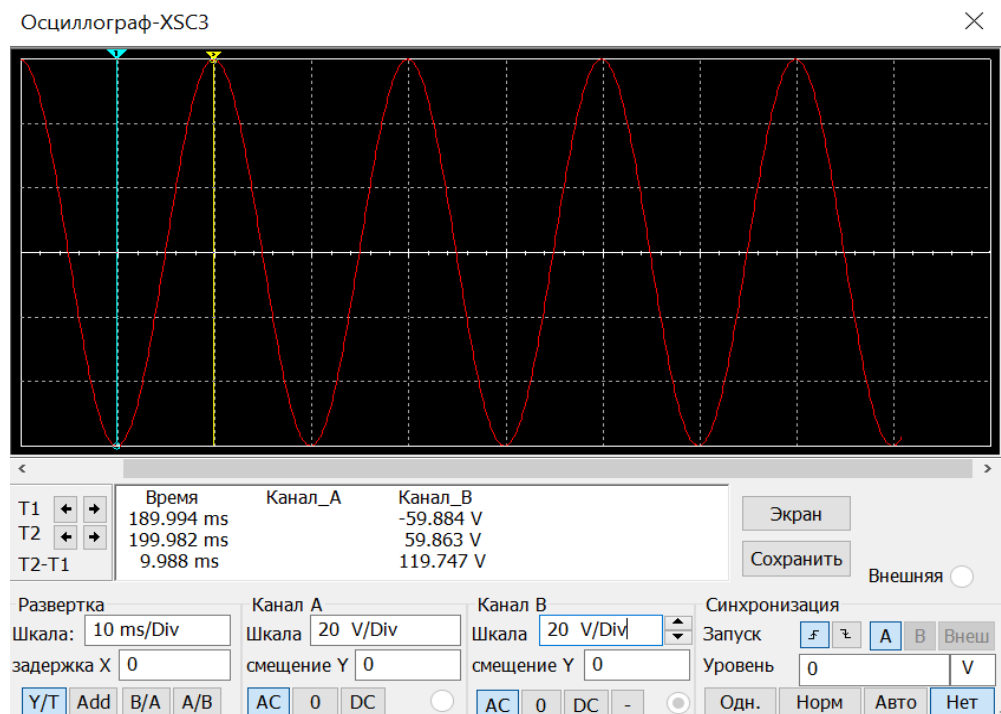 Осциллограф-XSC3
1 2
T1 Время Канал_A Канал_B
189.994 ms -59.884 V
T2 199.982 ms 59.863 V
T2-T1 9.988 ms 119.747 V
Экран
Сохранить
Внешняя
Развертка Канал A Канал B Синхронизация
Шкала: 10 ms/Div Шкала 20 V/Div Шкала 20 V/Div Запуск A B Внеш
задержка X 0 смещение Y 0 смещение Y 0 Уровень 0 V
Y/T Add B/A A/B AC 0 DC AC 0 DC - Одн. Норм Авто Нет